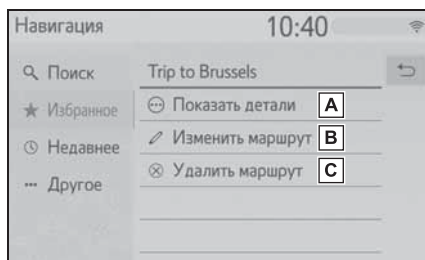 Навигация 10:40
Поиск
Избранное
Недавнее
Другое
Trip to Brussels
Показать детали A
Изменить маршрут B
Удалить маршрут C